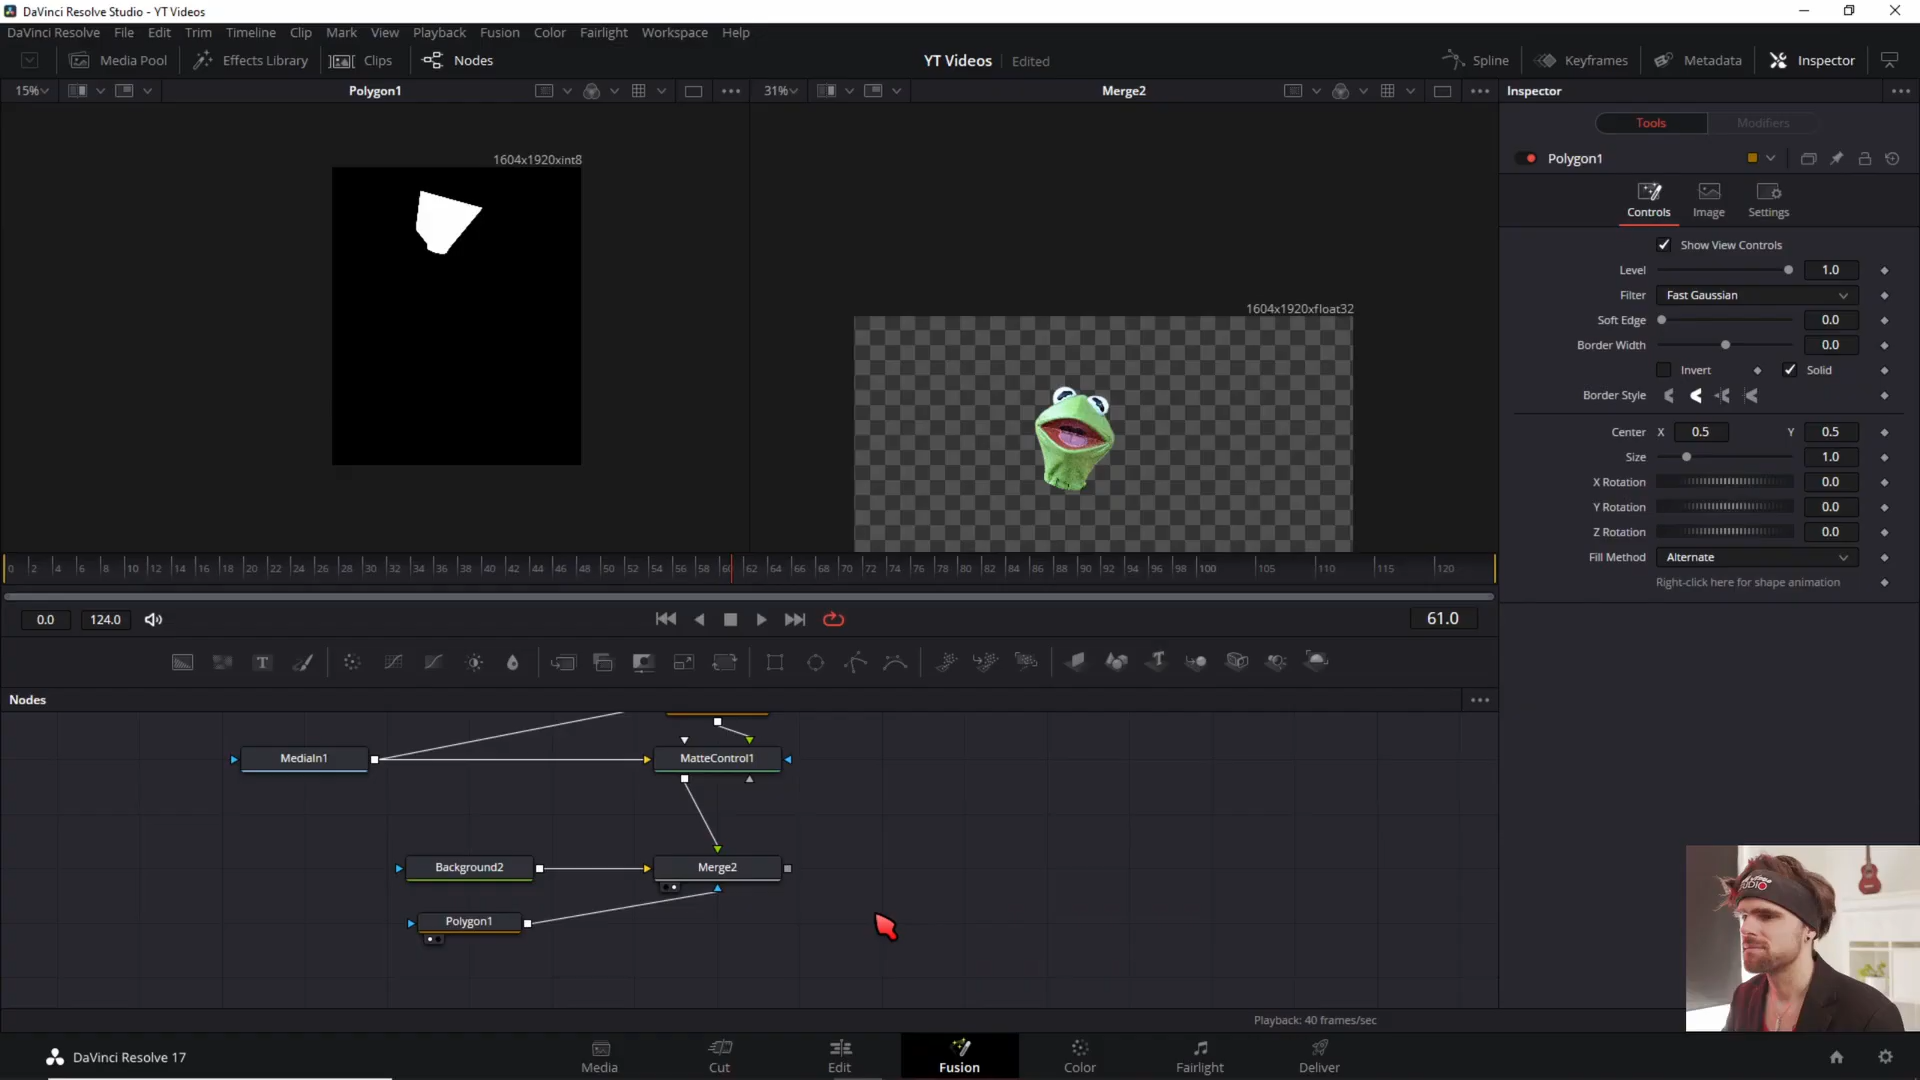 DaVinci Resolve Studio - YT Videos
DaVinci Resolve File Edit Trim Timeline Clip Mark View Playback Fusion Color Fairlight Workspace Help
Media Pool Effects Library Clips Nodes YT Videos Edited Spline Keyframes Metadata Inspector
15% Polygon1 31% Merge2 Inspector
Tools Modifiers
1604x1920xint8
Polygon1
Controls Image Settings
Show View Controls
Level 1.0
Filter Fast Gaussian
1604x1920xfloat32
Soft Edge 0.0
Border Width 0.0
Invert Solid
Border Style
Center X 0.5 Y 0.5
Size 1.0
X Rotation 0.0
Y Rotation 0.0
Z Rotation 0.0
Fill Method Alternate
Right-click here for shape animation
0 2 4 6 8 10 12 14 16 18 20 22 24 26 28 30 32 34 36 38 40 42 44 46 48 50 52 54 56 58 62 64 66 68 70 72 74 76 78 80 82 84 86 88 90 92 94 96 98 100 105 110 115 120
0.0 124.0 61.0
Nodes
MediaIn1 MatteControl1
Background2 Merge2
Polygon1
Playback: 40 frames/sec
DaVinci Resolve 17 Media Cut Edit Fusion Color Fairlight Deliver